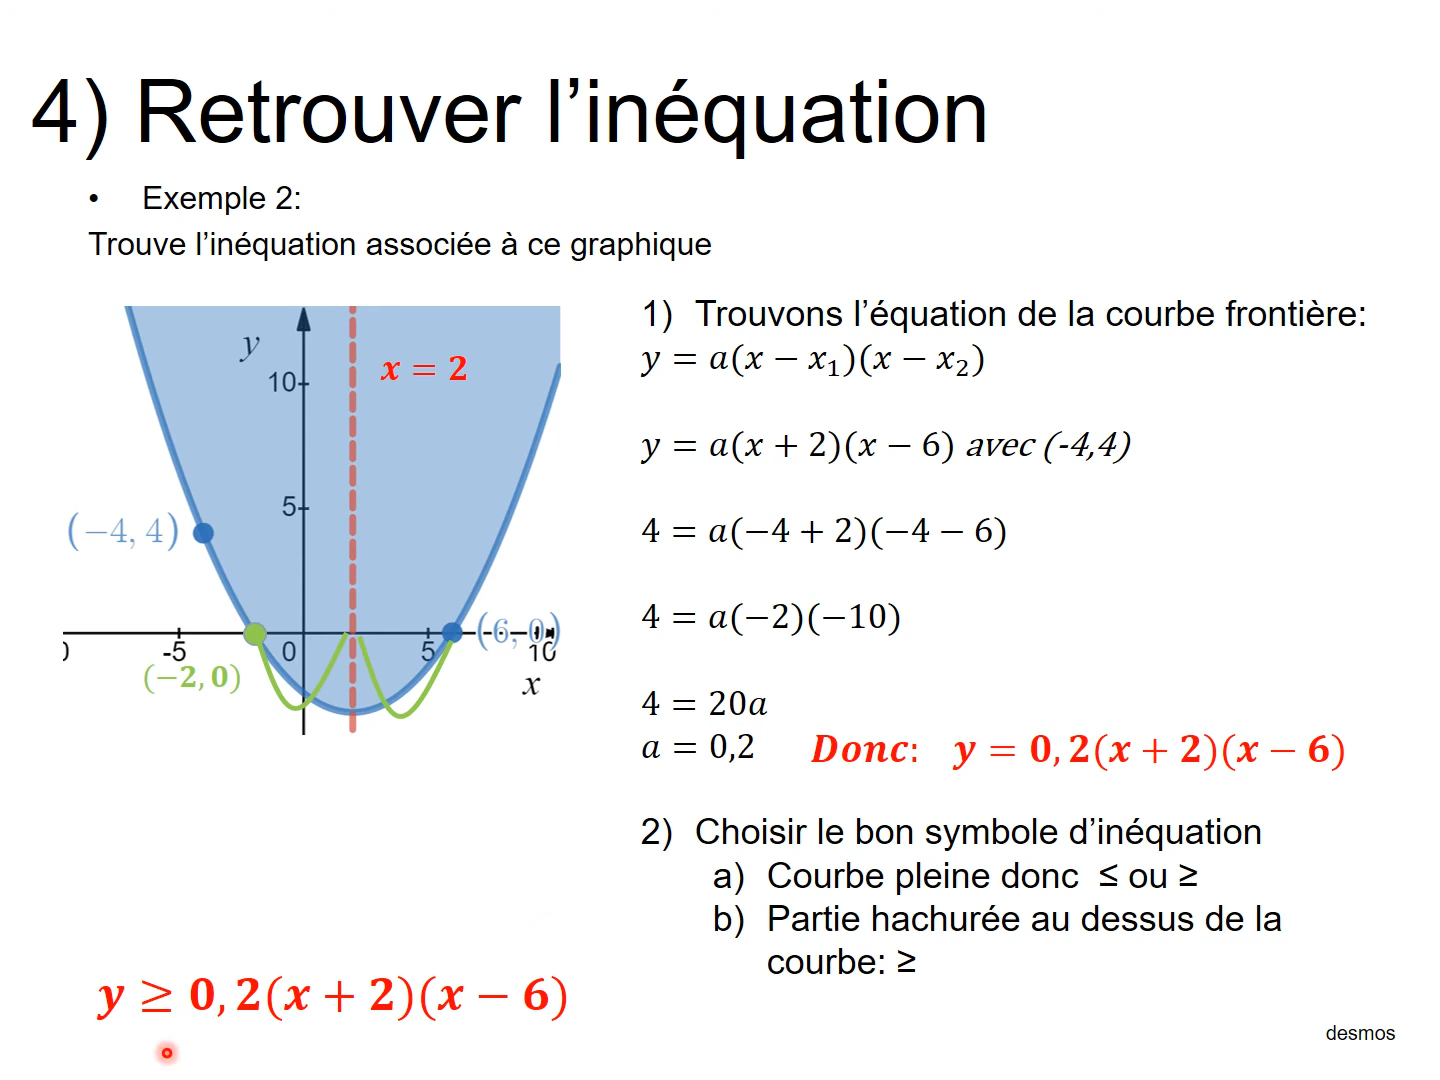 4) Retrouver l’inéquation
• Exemple 2:
Trouve l’inéquation associée à ce graphique
y
10
x = 2
5
(−4, 4)
-5
0
5
(6, 0)
10
(−2, 0)
x
1) Trouvons l’équation de la courbe frontière:
y = a(x − x₁)(x − x₂)
y = a(x + 2)(x − 6) avec (-4,4)
4 = a(−4 + 2)(−4 − 6)
4 = a(−2)(−10)
4 = 20a
a = 0,2 Donc: y = 0,2(x + 2)(x − 6)
2) Choisir le bon symbole d’inéquation
a) Courbe pleine donc ≤ ou ≥
b) Partie hachurée au dessus de la
courbe: ≥
y ≥ 0,2(x + 2)(x − 6)
desmos